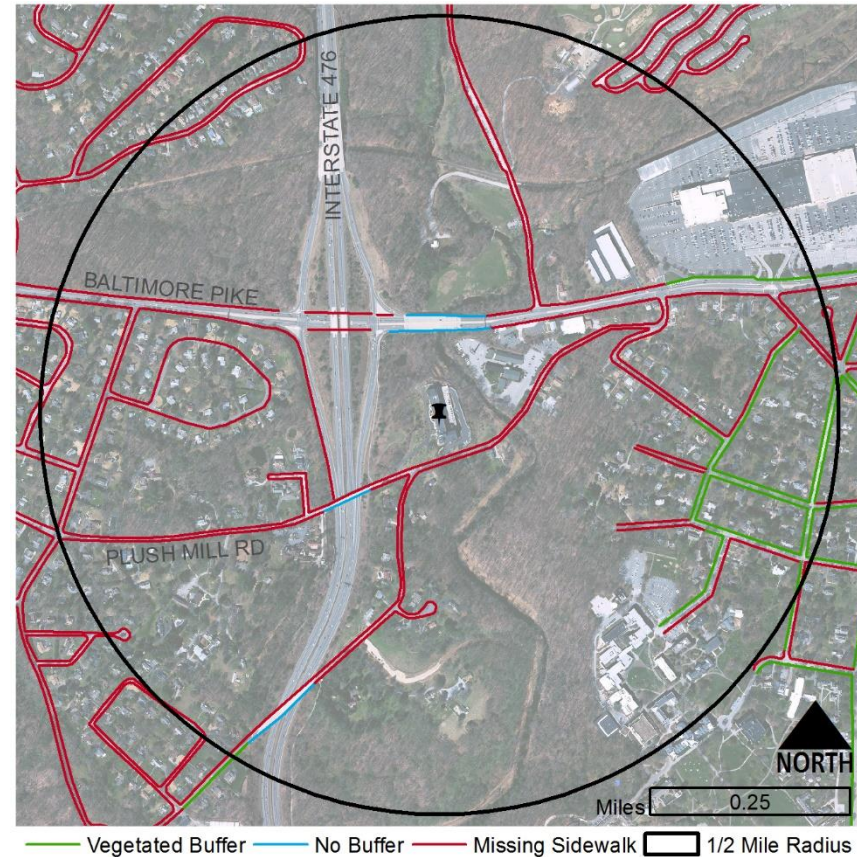 INTERSTATE 476
BALTIMORE PIKE
PLUSH MILL RD
NORTH
Miles 0.25
Vegetated Buffer No Buffer Missing Sidewalk 1/2 Mile Radius